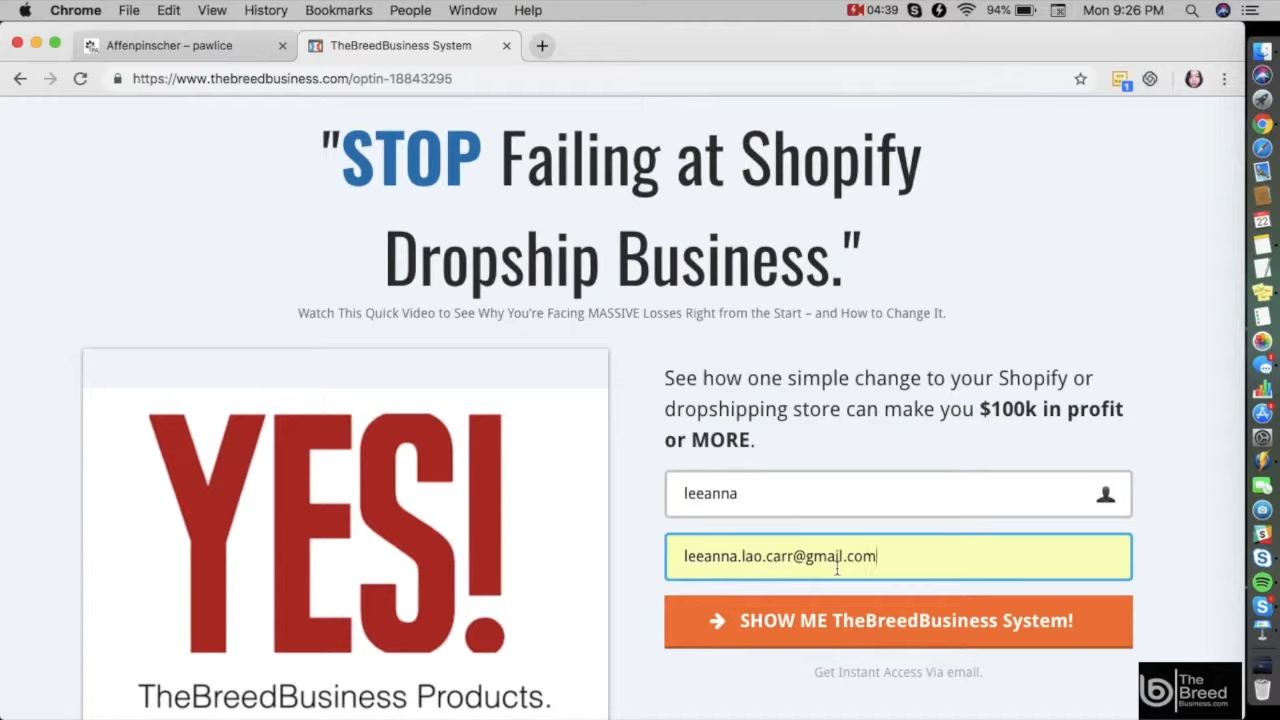 Chrome File Edit View History Bookmarks People Window Help 04:39 94% Mon 9:26 PM
Affenpinscher – pawlice
TheBreedBusiness System
https://www.thebreedbusiness.com/optin-18843295
"STOP Failing at Shopify
Dropship Business."
Watch This Quick Video to See Why You're Facing MASSIVE Losses Right from the Start – and How to Change It.
YES!
TheBreedBusiness Products.
See how one simple change to your Shopify or
dropshipping store can make you $100k in profit
or MORE.
leeanna
leeanna.lao.carr@gmail.com
SHOW ME TheBreedBusiness System!
Get Instant Access Via email.
The
Breed
Business.com